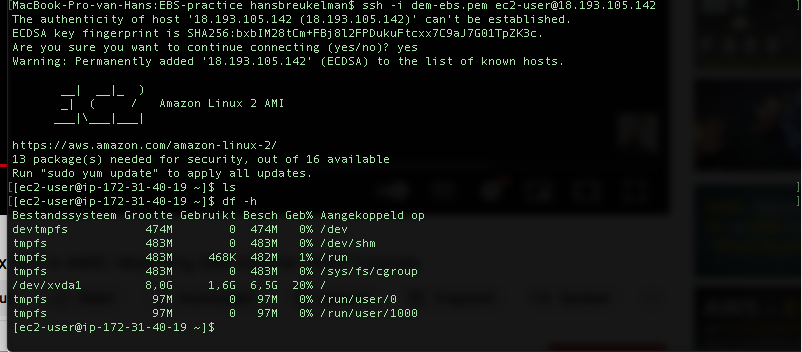 [MacBook-Pro-van-Hans:EBS-practice hansbreukelman$ ssh -i dem-ebs.pem ec2-user@18.193.105.142 ]
The authenticity of host '18.193.105.142 (18.193.105.142)' can't be established.
ECDSA key fingerprint is SHA256:bxbIM28tCm+FBj8l2FPDukuFtcxx7C9aJ7G01TpZK3c.
Are you sure you want to continue connecting (yes/no)? yes
Warning: Permanently added '18.193.105.142' (ECDSA) to the list of known hosts.
__|  __|_  )
_|  (     /   Amazon Linux 2 AMI
___|\___|___|
https://aws.amazon.com/amazon-linux-2/
13 package(s) needed for security, out of 16 available
Run "sudo yum update" to apply all updates.
[[ec2-user@ip-172-31-40-19 ~]$ ls ]
[[ec2-user@ip-172-31-40-19 ~]$ df -h ]
Bestandssysteem Grootte Gebruikt Besch Geb% Aangekoppeld op
devtmpfs 474M 0 474M 0% /dev
tmpfs 483M 0 483M 0% /dev/shm
tmpfs 483M 468K 482M 1% /run
tmpfs 483M 0 483M 0% /sys/fs/cgroup
/dev/xvda1 8,0G 1,6G 6,5G 20% /
tmpfs 97M 0 97M 0% /run/user/0
tmpfs 97M 0 97M 0% /run/user/1000
[ec2-user@ip-172-31-40-19 ~]$